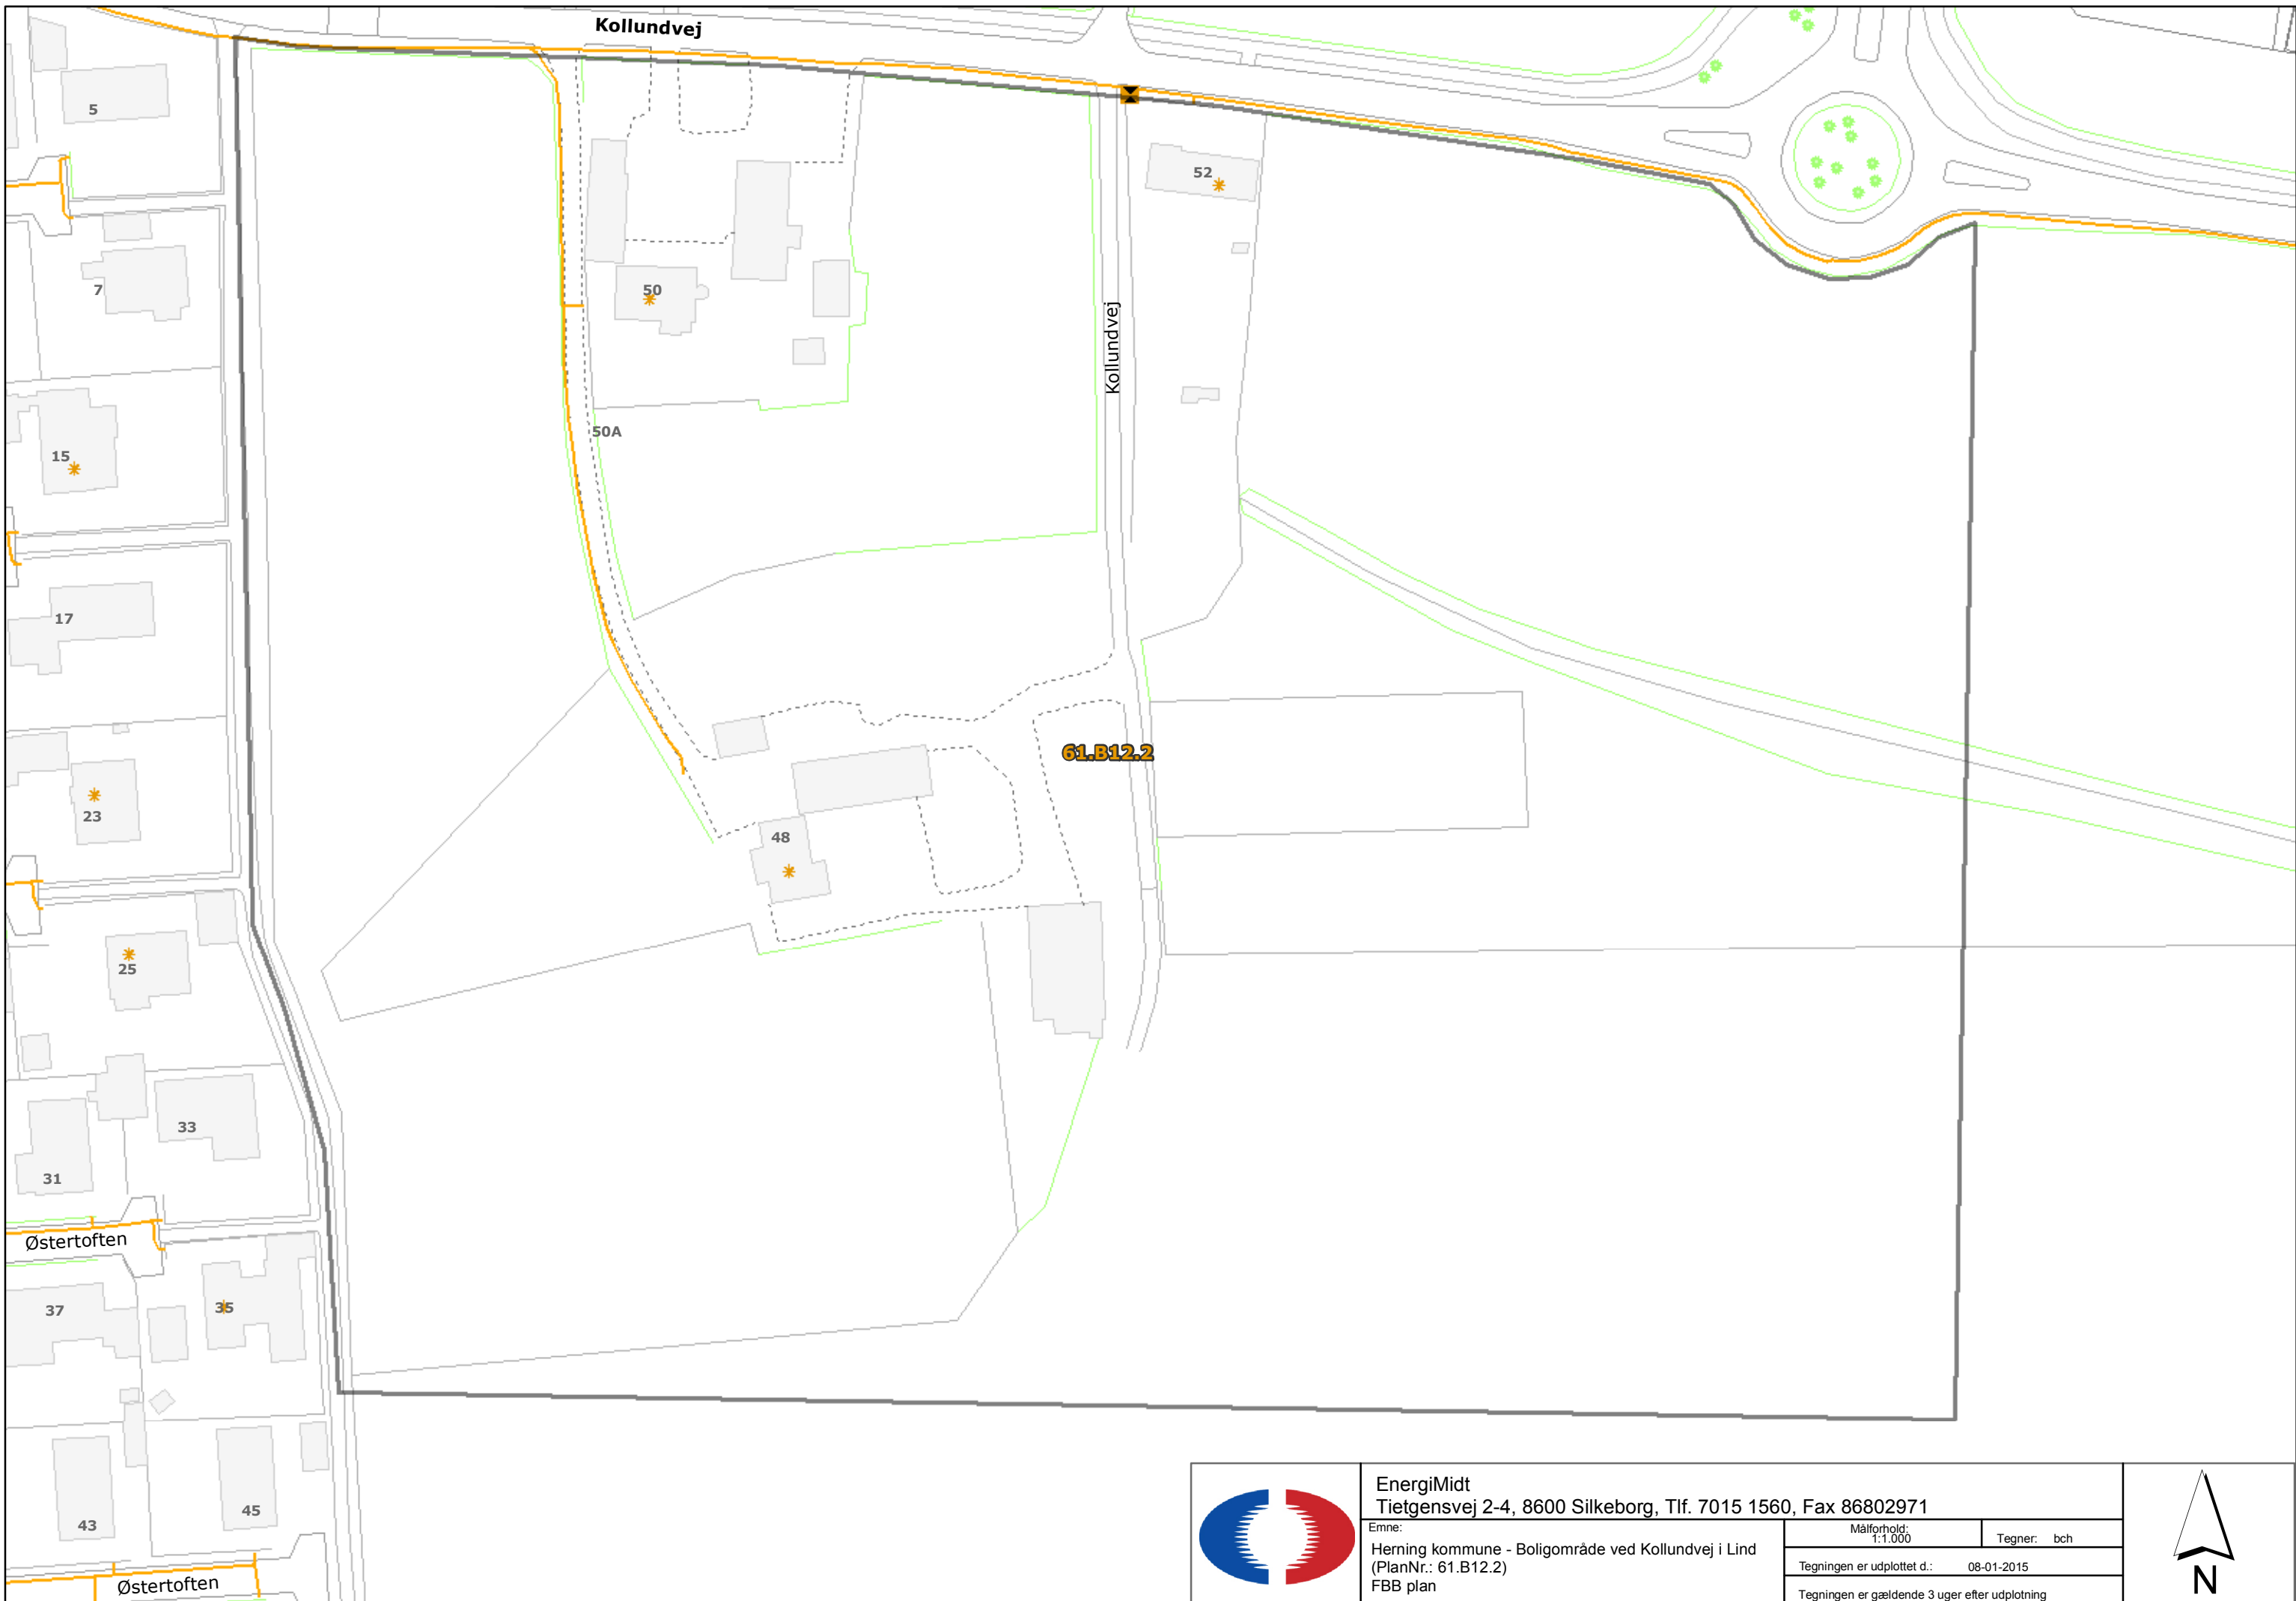 Kollundvej
5
52
7
50
Kollundvej
50A
15
17
61.B12.2
23
48
25
33
31
Østertoften
37
35
45
43
Østertoften
EnergiMidt
Tietgensvej 2-4, 8600 Silkeborg, Tlf. 7015 1560, Fax 86802971
Emne:
Herning kommune - Boligområde ved Kollundvej i Lind
(PlanNr.: 61.B12.2)
FBB plan
Målforhold:
1:1.000
Tegner: bch
Tegningen er udplottet d.: 08-01-2015
Tegningen er gældende 3 uger efter udplotning
N